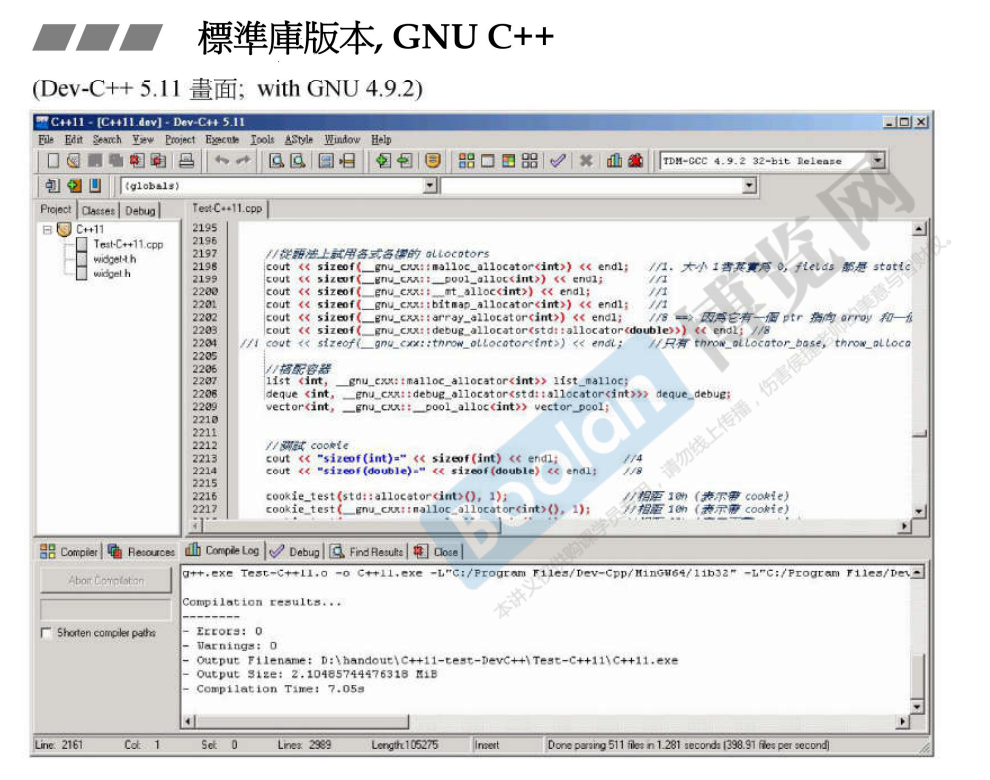 標準庫版本, GNU C++
(Dev-C++ 5.11 畫面; with GNU 4.9.2)
C++11 - [C++11.dev] - Dev-C++ 5.11
File Edit Search View Project Execute Tools AStyle Window Help
TDM-GCC 4.9.2 32-bit Release
(globals)
Project Classes Debug
Test-C++11.cpp
C++11
Test-C++11.cpp
widget-t.h
widget.h
2195
2196
2197 //從語法上試用各式各樣的 allocators
2198 cout << sizeof(__gnu_cxx::malloc_allocator<int>) << endl; //1. 大小 1者其實為 0, fields 都是 static
2199 cout << sizeof(__gnu_cxx::__pool_alloc<int>) << endl; //1
2200 cout << sizeof(__gnu_cxx::__mt_alloc<int>) << endl; //1
2201 cout << sizeof(__gnu_cxx::bitmap_allocator<int>) << endl; //1
2202 cout << sizeof(__gnu_cxx::array_allocator<int>) << endl; //8 ==> 因為它有一個 ptr 指向 array 和一個
2203 cout << sizeof(__gnu_cxx::debug_allocator<std::allocator<double>>) << endl; //8
2204 //! cout << sizeof(__gnu_cxx::throw_allocator<int>) << endl; //只有 throw_allocator_base, throw_alloca
2205
2206 //搭配容器
2207 list <int, __gnu_cxx::malloc_allocator<int>> list_malloc;
2208 deque <int, __gnu_cxx::debug_allocator<std::allocator<int>>> deque_debug;
2209 vector<int, __gnu_cxx::__pool_alloc<int>> vector_pool;
2210
2211
2212 //測試 cookie
2213 cout << "sizeof(int)=" << sizeof(int) << endl; //4
2214 cout << "sizeof(double)=" << sizeof(double) << endl; //8
2215
2216 cookie_test(std::allocator<int>(), 1); //相距 10h (表示帶 cookie)
2217 cookie_test(__gnu_cxx::malloc_allocator<int>(), 1); //相距 10h (表示帶 cookie)
Compiler Resources Compile Log Debug Find Results Close
Abort Compilation
Shorten compiler paths
g++.exe Test-C++11.o -o C++11.exe -L"C:/Program Files/Dev-Cpp/MinGW64/lib32" -L"C:/Program Files/Dev
Compilation results...
--------
- Errors: 0
- Warnings: 0
- Output Filename: D:\handout\C++11-test-DevC++\Test-C++11\C++11.exe
- Output Size: 2.10485744476318 MiB
- Compilation Time: 7.05s
Line: 2161 Col: 1 Sel: 0 Lines: 2989 Length:105275 Insert Done parsing 511 files in 1.281 seconds (398.91 files per second)
Boolan
博览网